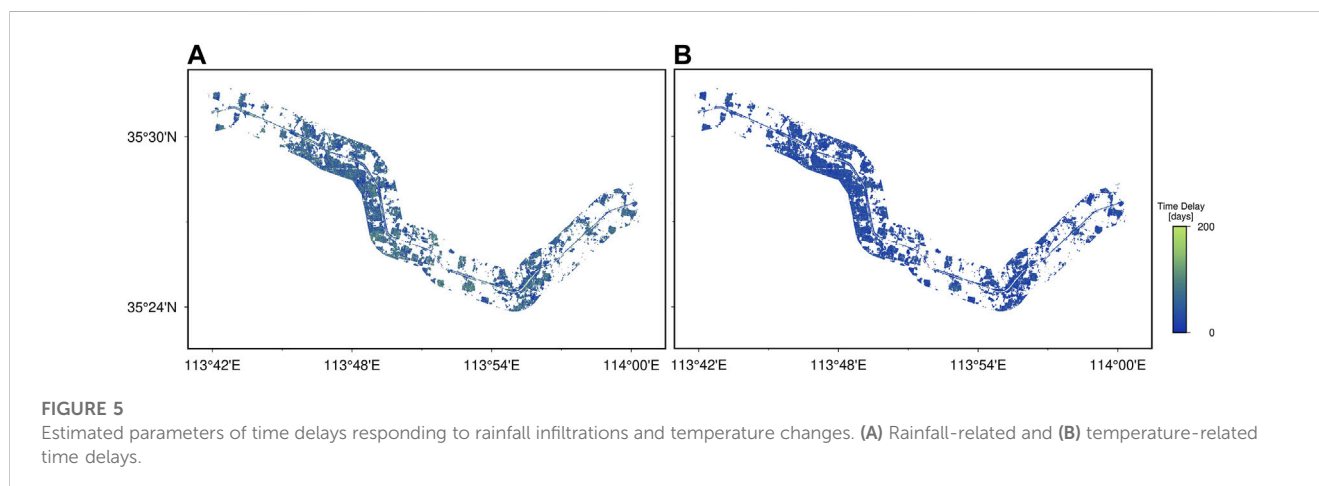 A
B
35°30'N
35°24'N
113°42'E
113°48'E
113°54'E
114°00'E
113°42'E
113°48'E
113°54'E
114°00'E
Time Delay
[days]
200
0
FIGURE 5
Estimated parameters of time delays responding to rainfall infiltrations and temperature changes. (A) Rainfall-related and (B) temperature-related
time delays.